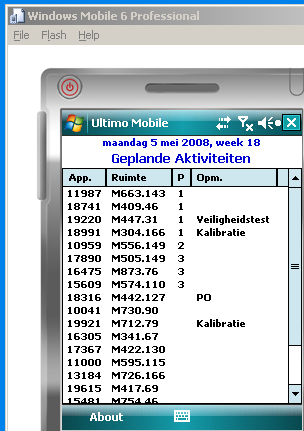 Windows Mobile 6 Professional
File Flash Help
Ultimo Mobile
maandag 5 mei 2008, week 18
Geplande Aktiviteiten
App. Ruimte P Opm.
11987 M663.143 1
18741 M409.46 1
19220 M447.31 1 Veiligheidstest
18991 M304.166 1 Kalibratie
10959 M556.149 2
17890 M505.149 3
16475 M873.76 3
15609 M574.110 3
18316 M442.127 PO
10041 M730.90
19921 M712.79 Kalibratie
16305 M341.67
17367 M422.130
11000 M595.115
13184 M726.166
19615 M417.69
15481 M754.46
About